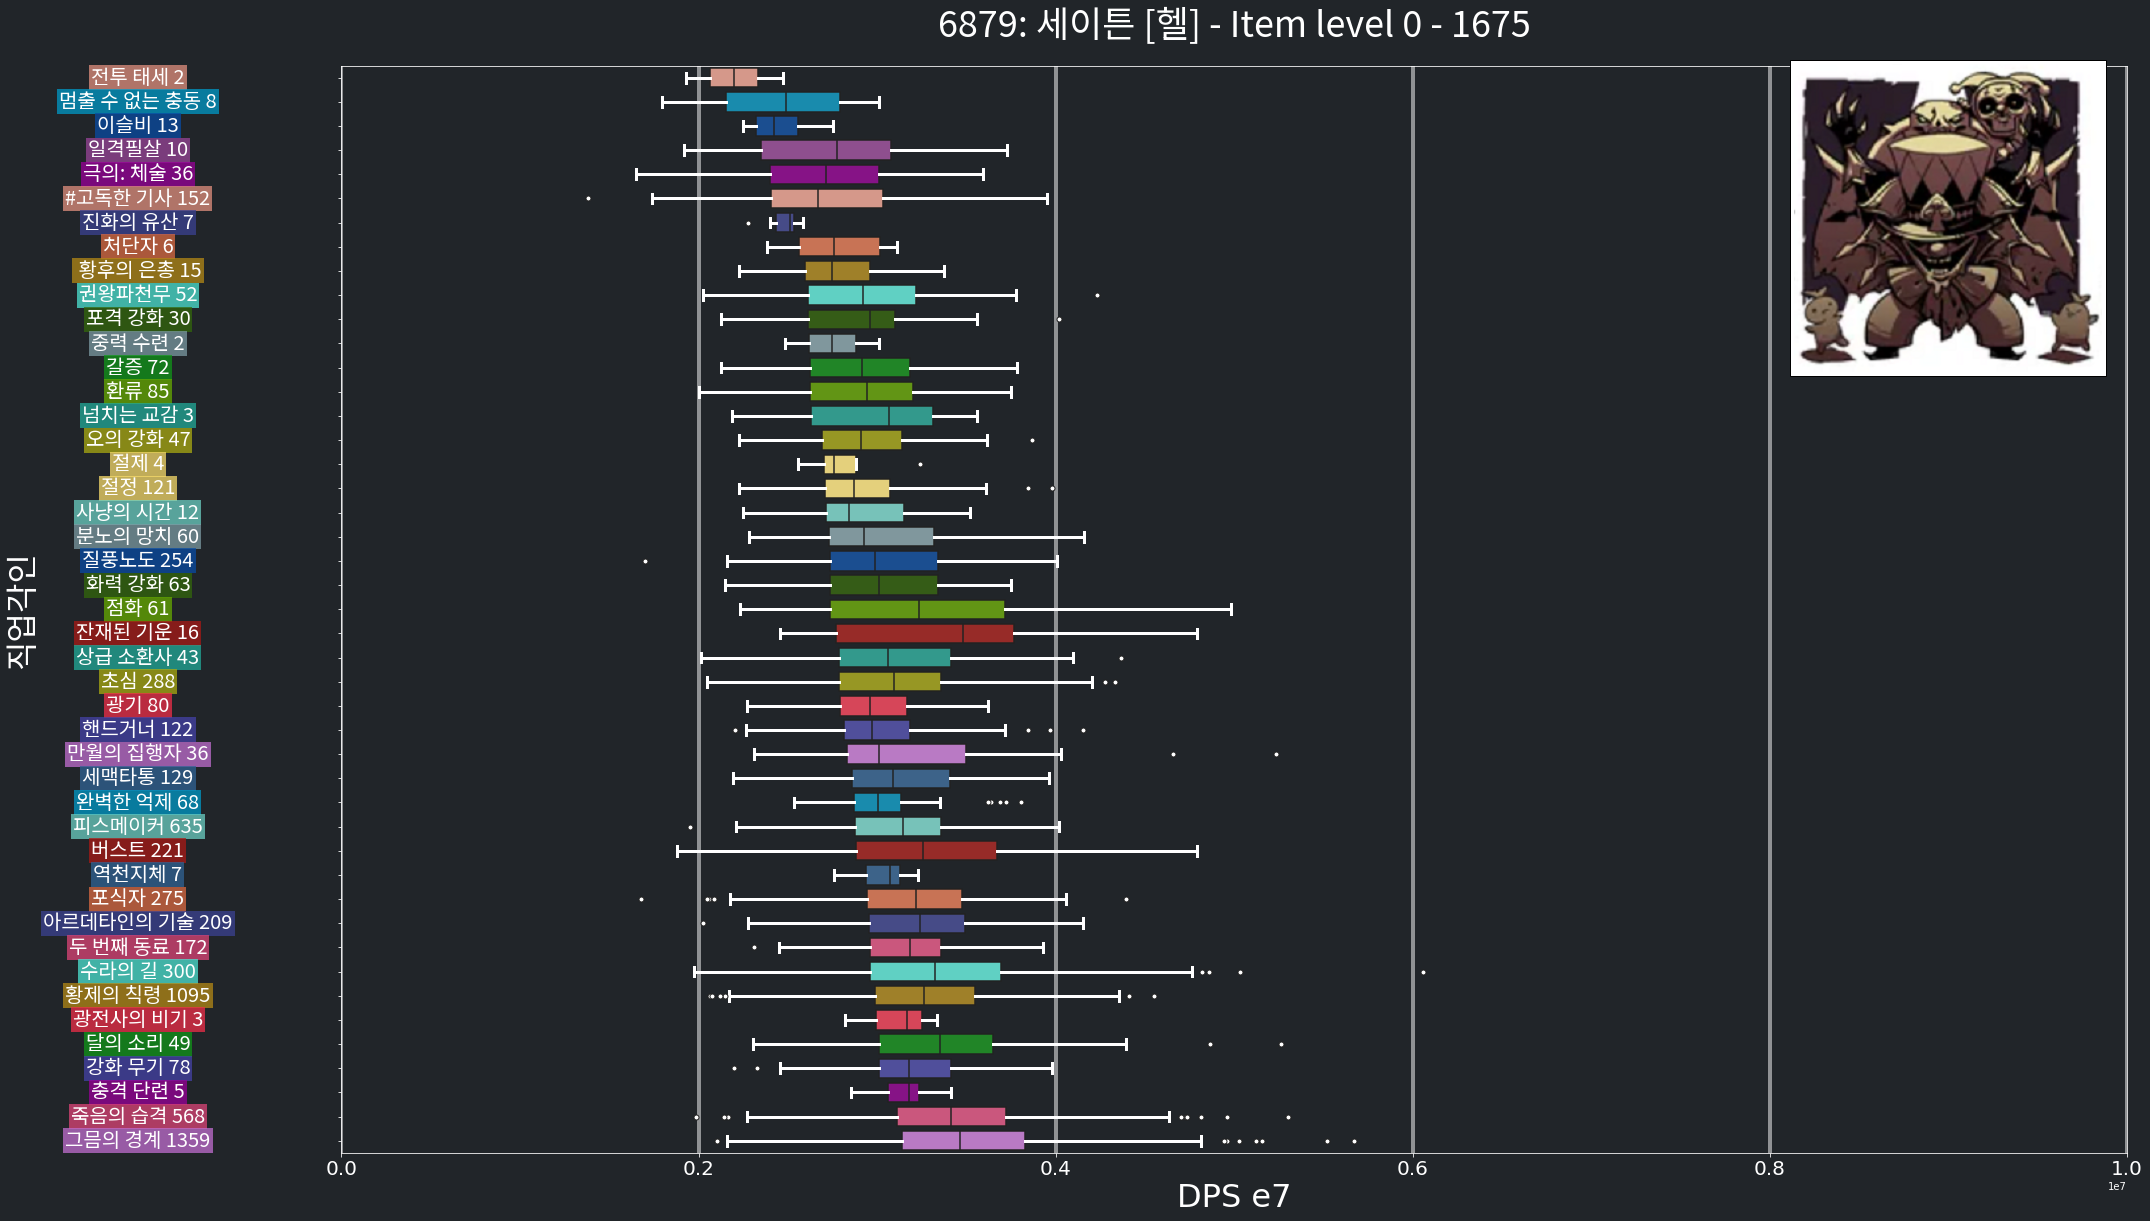 6879: 세이튼 [헬] - Item level 0 - 1675
직업각인
전투 태세 2
멈출 수 없는 충동 8
이슬비 13
일격필살 10
극의: 체술 36
#고독한 기사 152
진화의 유산 7
처단자 6
황후의 은총 15
권왕파천무 52
포격 강화 30
중력 수련 2
갈증 72
환류 85
넘치는 교감 3
오의 강화 47
절제 4
절정 121
사냥의 시간 12
분노의 망치 60
질풍노도 254
화력 강화 63
점화 61
잔재된 기운 16
상급 소환사 43
초심 288
광기 80
핸드거너 122
만월의 집행자 36
세맥타통 129
완벽한 억제 68
피스메이커 635
버스트 221
역천지체 7
포식자 275
아르데타인의 기술 209
두 번째 동료 172
수라의 길 300
황제의 칙령 1095
광전사의 비기 3
달의 소리 49
강화 무기 78
충격 단련 5
죽음의 습격 568
그믐의 경계 1359
0.0 0.2 0.4 0.6 0.8 1.0
1e7
DPS e7